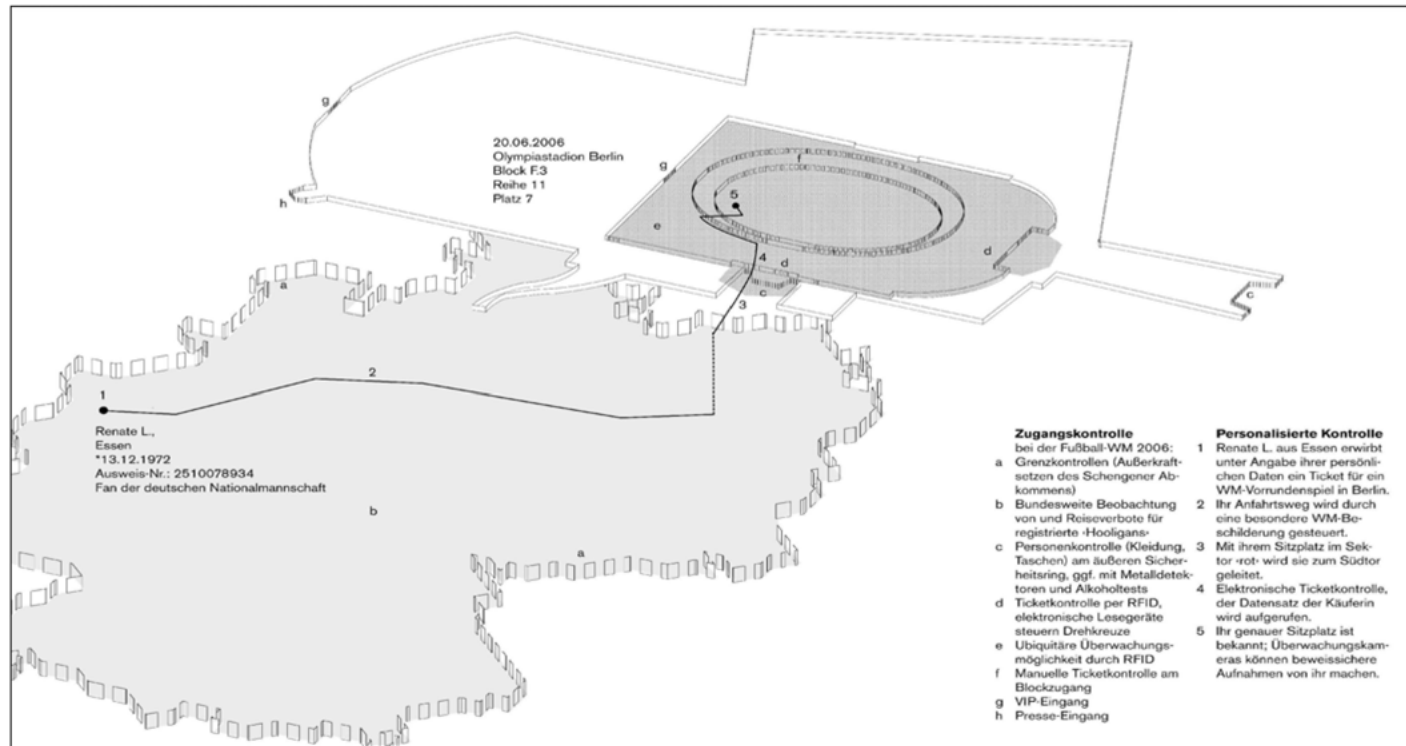 g
20.06.2006
Olympiastadion Berlin
Block F.3
Reihe 11
Platz 7
g
f
h
5
e
d
4
d
a
c
3
c
2
1
Renate L.,
Essen
*13.12.1972
Ausweis-Nr.: 2510078934
Fan der deutschen Nationalmannschaft
b
a
Zugangskontrolle
bei der Fußball-WM 2006:
a Grenzkontrollen (Außerkraft-
setzen des Schengener Ab-
kommens)
b Bundesweite Beobachtung
von und Reiseverbote für
registrierte ›Hooligans‹
c Personenkontrolle (Kleidung,
Taschen) am äußeren Sicher-
heitsring, ggf. mit Metalldetek-
toren und Alkoholtests
d Ticketkontrolle per RFID,
elektronische Lesegeräte
steuern Drehkreuze
e Ubiquitäre Überwachungs-
möglichkeit durch RFID
f Manuelle Ticketkontrolle am
Blockzugang
g VIP-Eingang
h Presse-Eingang
Personalisierte Kontrolle
1 Renate L. aus Essen erwirbt
unter Angabe ihrer persönli-
chen Daten ein Ticket für ein
WM-Vorrundenspiel in Berlin.
2 Ihr Anfahrtsweg wird durch
eine besondere WM-Be-
schilderung gesteuert.
3 Mit ihrem Sitzplatz im Sek-
tor ›rot‹ wird sie zum Südtor
geleitet.
4 Elektronische Ticketkontrolle,
der Datensatz der Käuferin
wird aufgerufen.
5 Ihr genauer Sitzplatz ist
bekannt; Überwachungskam-
eras können beweissichere
Aufnahmen von ihr machen.